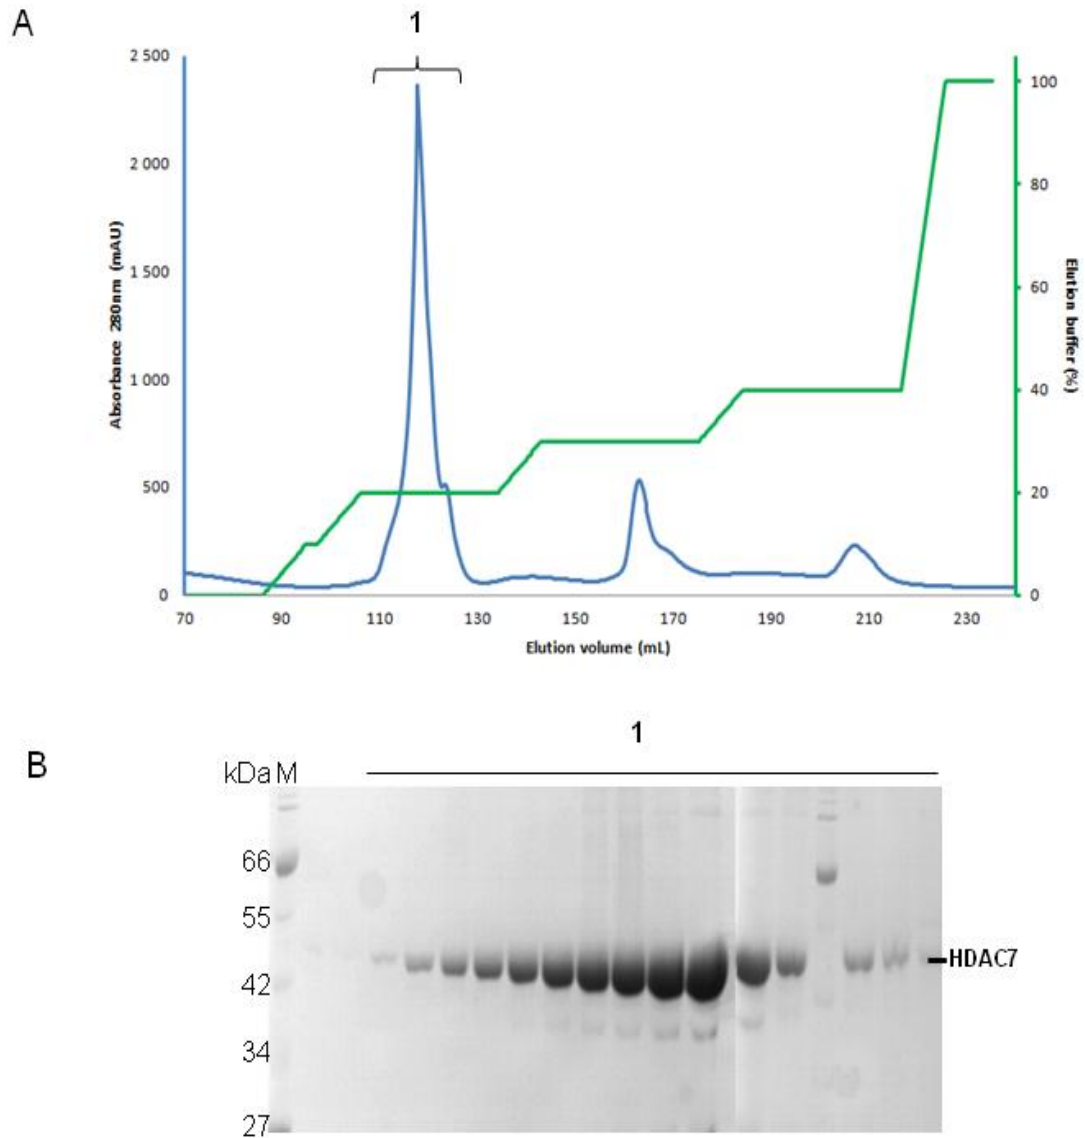 A
1
2 500
2 000
1 500
1 000
500
0
Absorbance 280nm (mAU)
100
80
60
40
20
0
Elution buffer (%)
70 90 110 130 150 170 190 210 230
Elution volume (mL)
B
1
kDa M
66
55
42
34
27
HDAC7